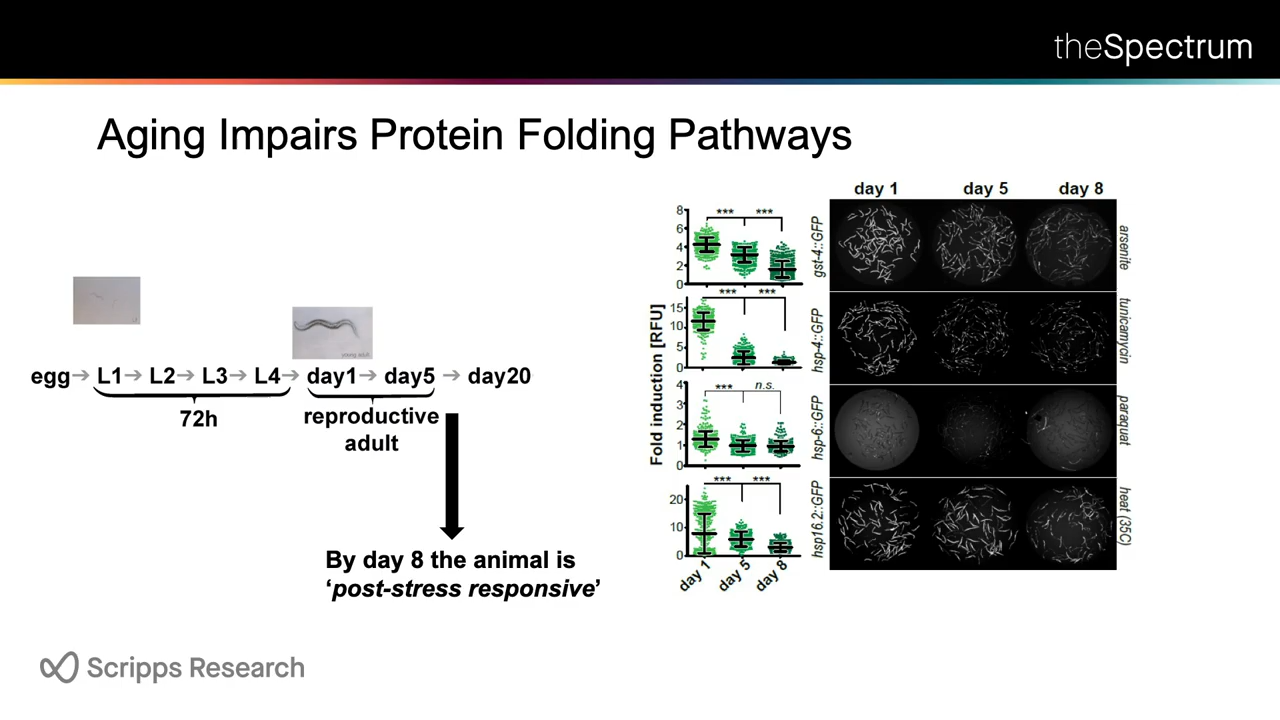 theSpectrum
Aging Impairs Protein Folding Pathways
egg L1 L2 L3 L4 day1 day5 day20
young adult
72h
reproductive
adult
By day 8 the animal is
‘post-stress responsive’
day 1 day 5 day 8
Fold induction [RFU]
8
6
4
2
0
*** ***
gst-4::GFP
arsenite
15
10
5
0
*** ***
hsp-4::GFP
tunicamycin
4
3
2
1
0
*** n.s.
hsp-6::GFP
paraquat
20
10
0
*** ***
hsp16.2::GFP
heat (35C)
day 1 day 5 day 8
Scripps Research